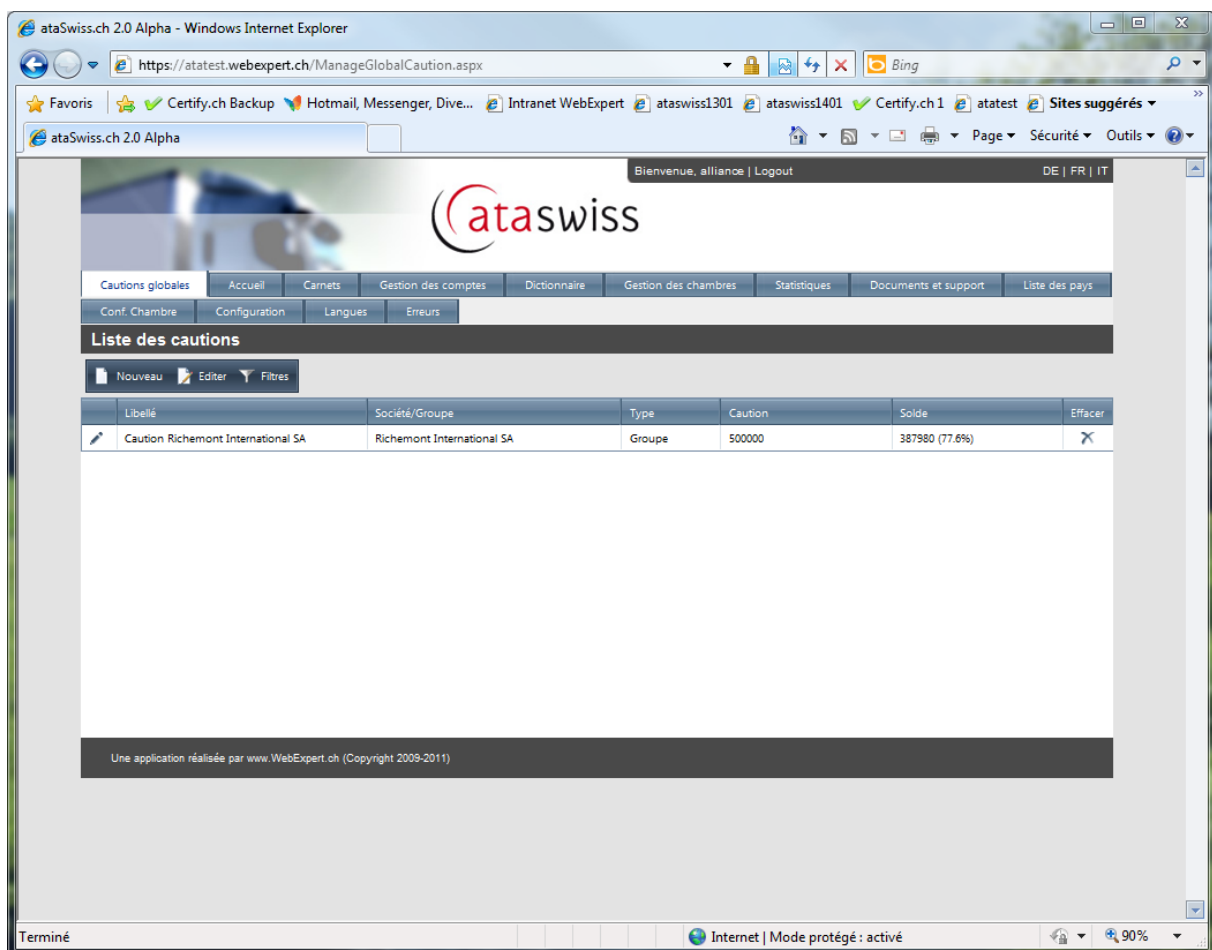 ataSwiss.ch 2.0 Alpha - Windows Internet Explorer
https://atatest.webexpert.ch/ManageGlobalCaution.aspx
Bing
Favoris Certify.ch Backup Hotmail, Messenger, Dive... Intranet WebExpert ataswiss1301 ataswiss1401 Certify.ch 1 atatest Sites suggérés »
ataSwiss.ch 2.0 Alpha Page Sécurité Outils
Bienvenue, alliance | Logout DE | FR | IT
ataswiss
Cautions globales Accueil Carnets Gestion des comptes Dictionnaire Gestion des chambres Statistiques Documents et support Liste des pays
Conf. Chambre Configuration Langues Erreurs
Liste des cautions
Nouveau Editer Filtres
Libellé Société/Groupe Type Caution Solde Effacer
Caution Richemont International SA Richemont International SA Groupe 500000 387980 (77.6%)
Une application réalisée par www.WebExpert.ch (Copyright 2009-2011)
Terminé Internet | Mode protégé : activé 90%